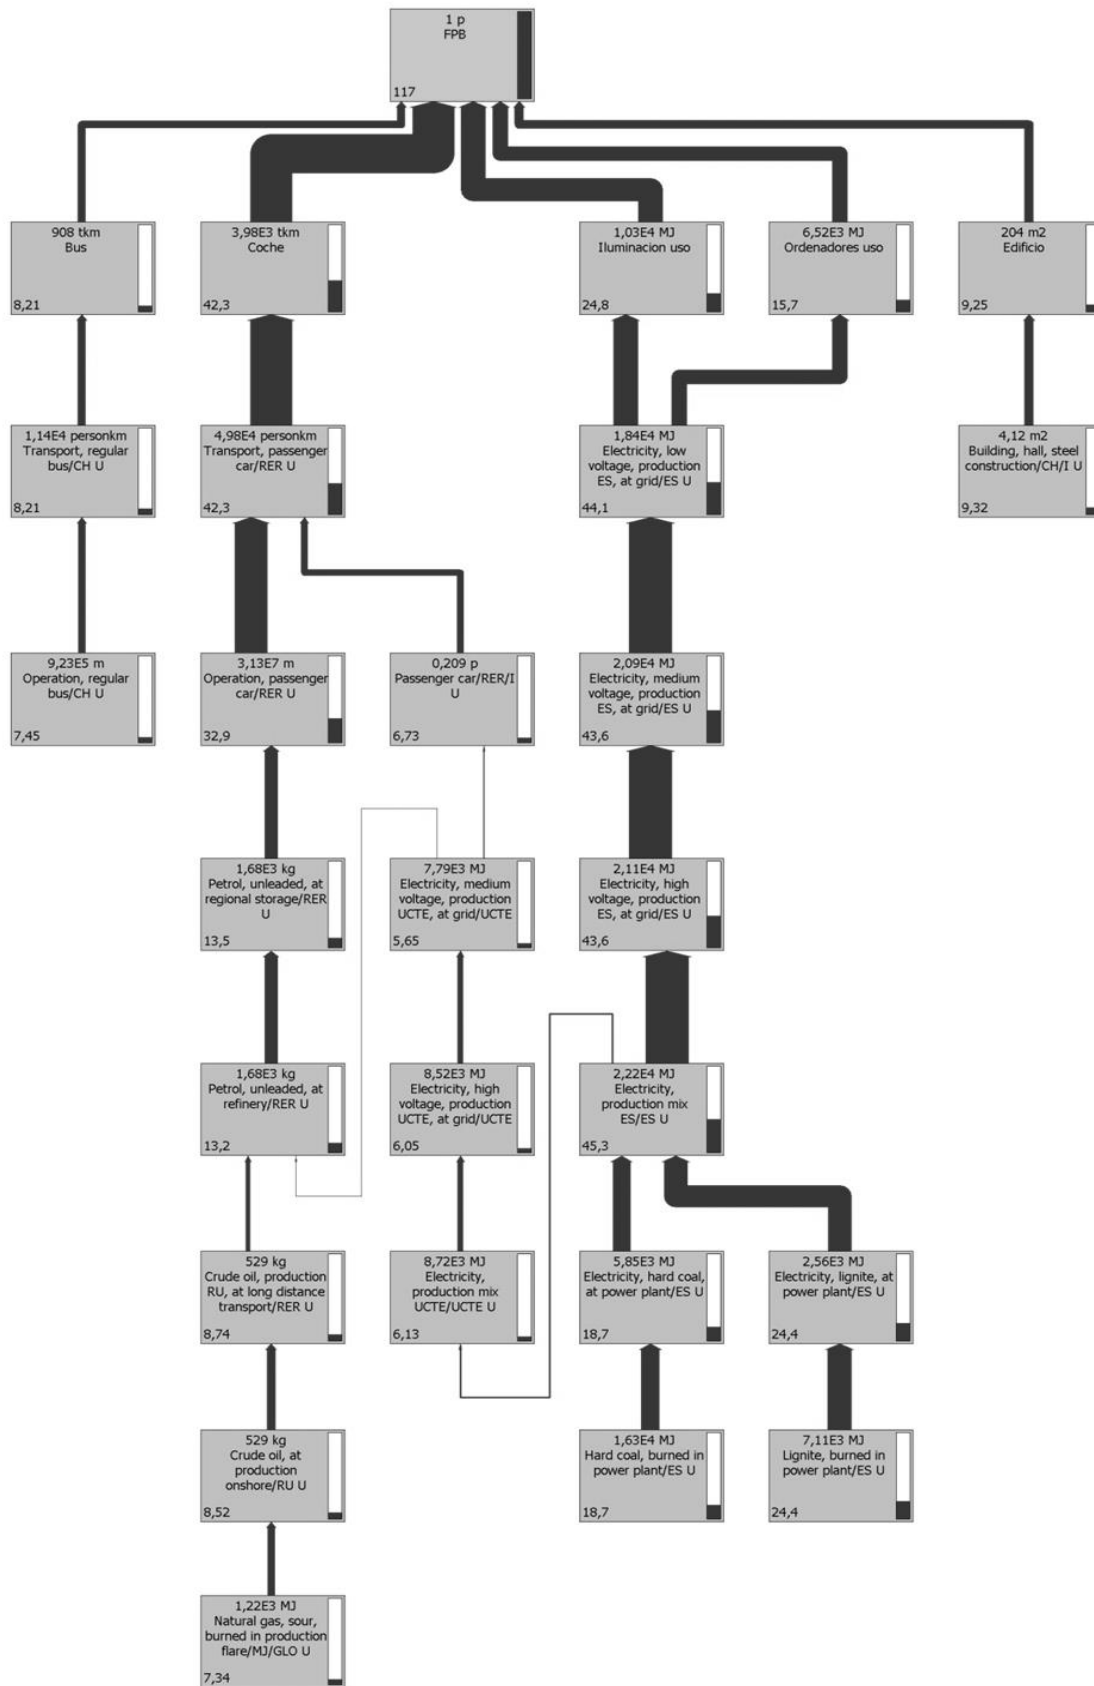 1 p
FPB
117
908 tkm
Bus
8,21
3,98E3 tkm
Coche
42,3
1,03E4 MJ
Iluminacion uso
24,8
6,52E3 MJ
Ordenadores uso
15,7
204 m2
Edificio
9,25
1,14E4 personkm
Transport, regular
bus/CH U
8,21
4,98E4 personkm
Transport, passenger
car/RER U
42,3
1,84E4 MJ
Electricity, low
voltage, production
ES, at grid/ES U
44,1
4,12 m2
Building, hall, steel
construction/CH/I U
9,32
9,23E5 m
Operation, regular
bus/CH U
7,45
3,13E7 m
Operation, passenger
car/RER U
32,9
0,209 p
Passenger car/RER/I
U
6,73
2,09E4 MJ
Electricity, medium
voltage, production
ES, at grid/ES U
43,6
1,68E3 kg
Petrol, unleaded, at
regional storage/RER
U
13,5
7,79E3 MJ
Electricity, medium
voltage, production
UCTE, at grid/UCTE
5,65
2,11E4 MJ
Electricity, high
voltage, production
ES, at grid/ES U
43,6
1,68E3 kg
Petrol, unleaded, at
refinery/RER U
13,2
8,52E3 MJ
Electricity, high
voltage, production
UCTE, at grid/UCTE
6,05
2,22E4 MJ
Electricity,
production mix
ES/ES U
45,3
529 kg
Crude oil, production
RU, at long distance
transport/RER U
8,74
8,72E3 MJ
Electricity,
production mix
UCTE/UCTE U
6,13
5,85E3 MJ
Electricity, hard coal,
at power plant/ES U
18,7
2,56E3 MJ
Electricity, lignite, at
power plant/ES U
24,4
529 kg
Crude oil, at
production
onshore/RU U
8,52
1,63E4 MJ
Hard coal, burned in
power plant/ES U
18,7
7,11E3 MJ
Lignite, burned in
power plant/ES U
24,4
1,22E3 MJ
Natural gas, sour,
burned in production
flare/MJ/GLO U
7,34